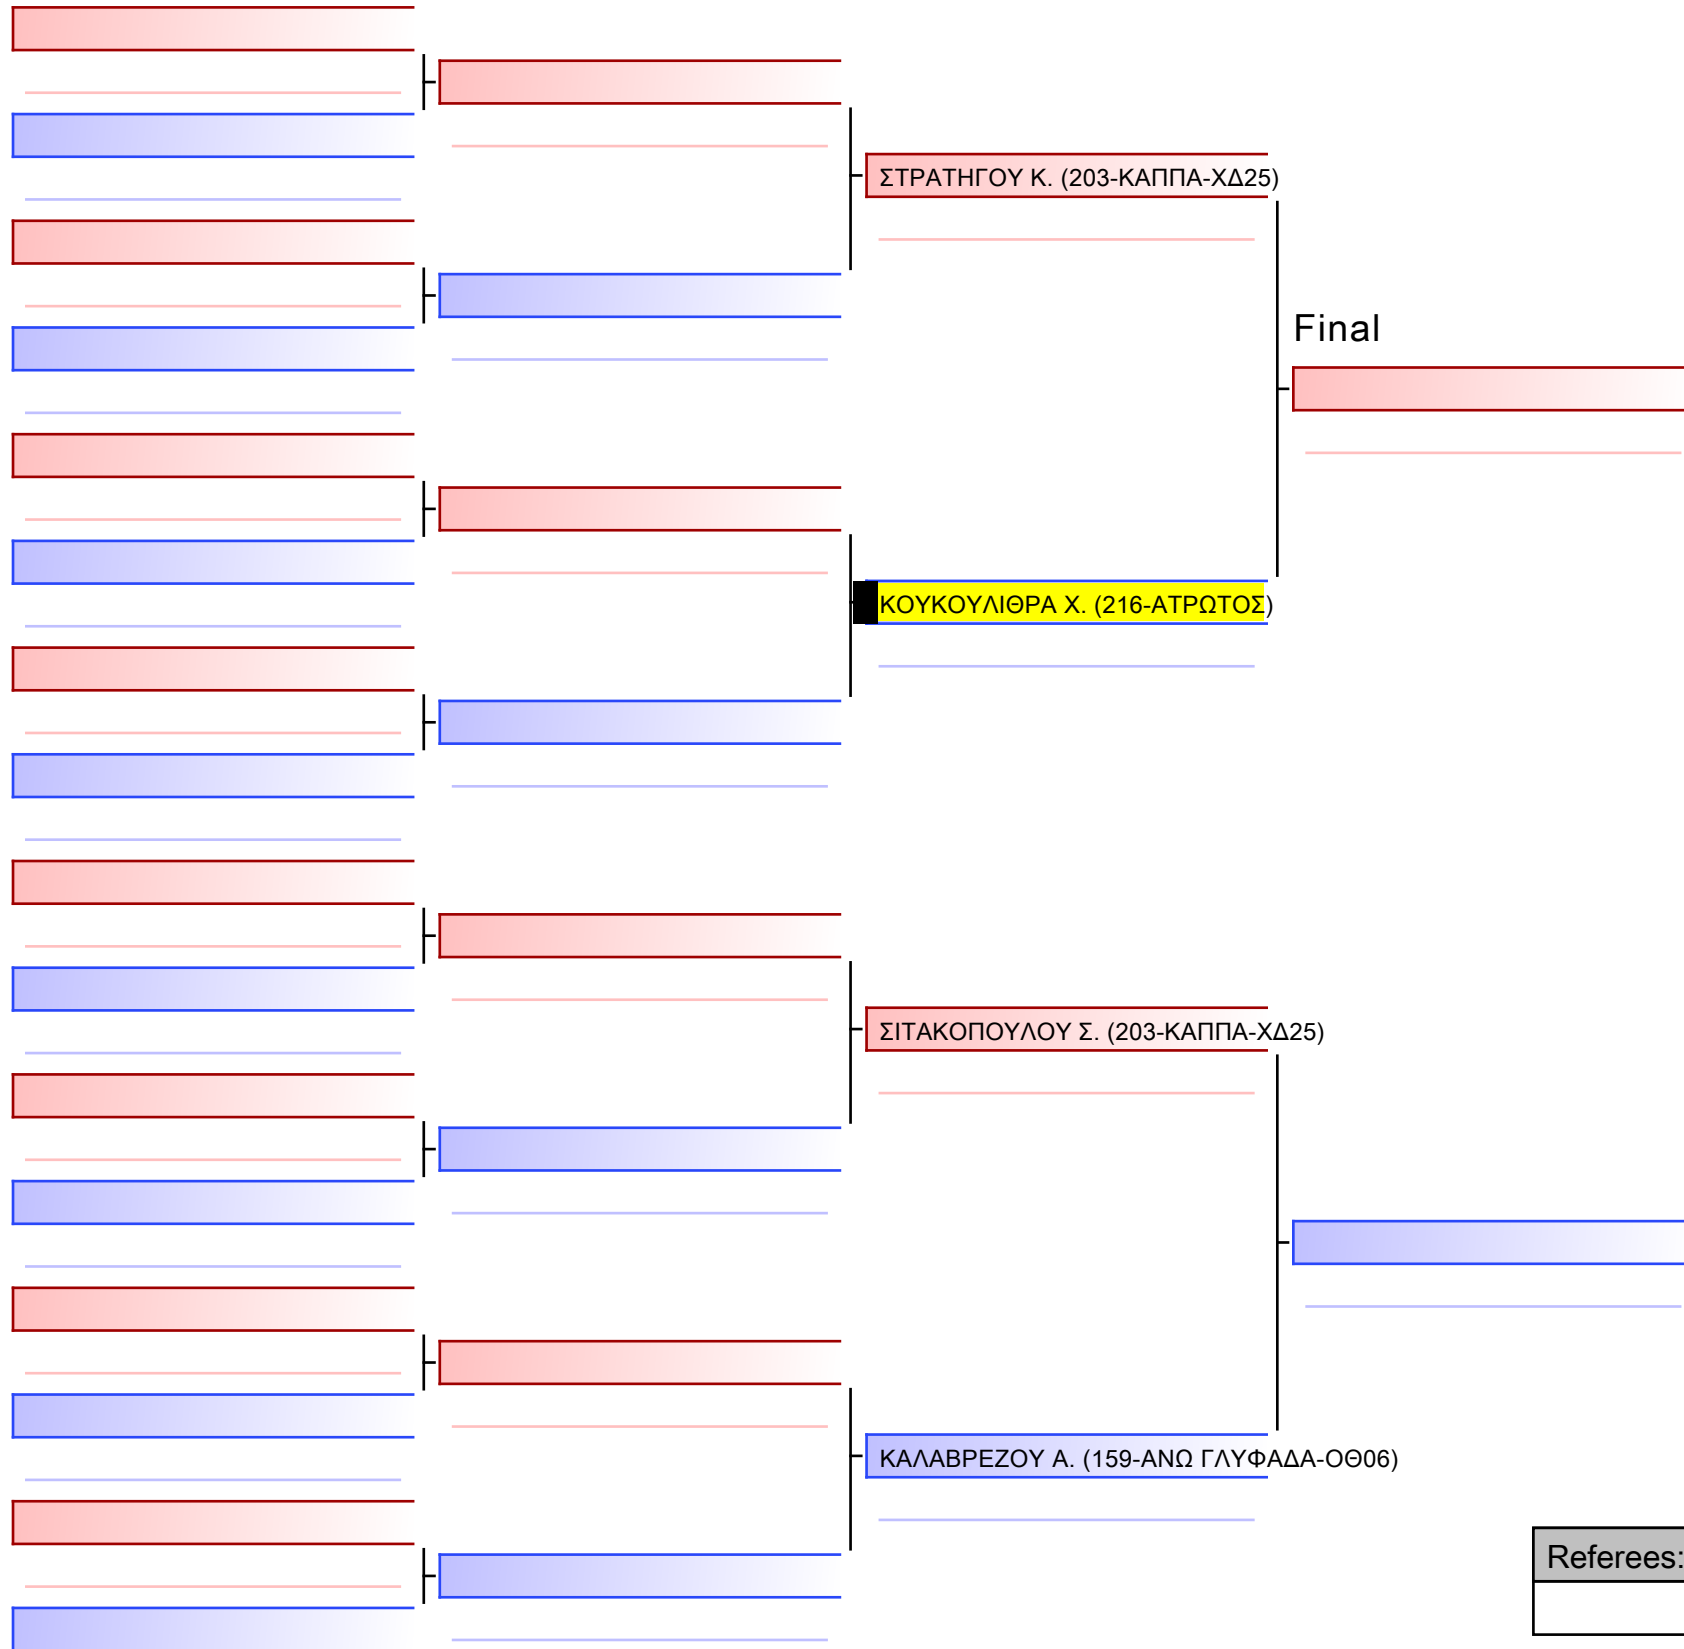 ΣΤΡΑΤΗΓΟΥ Κ. (203-ΚΑΠΠΑ-ΧΔ25)
Final
ΚΟΥΚΟΥΛΙΘΡΑ Χ. (216-ΑΤΡΩΤΟΣ)
ΣΙΤΑΚΟΠΟΥΛΟΥ Σ. (203-ΚΑΠΠΑ-ΧΔ25)
ΚΑΛΑΒΡΕΖΟΥ Α. (159-ΑΝΩ ΓΛΥΦΑΔΑ-ΟΘ06)
Referees: